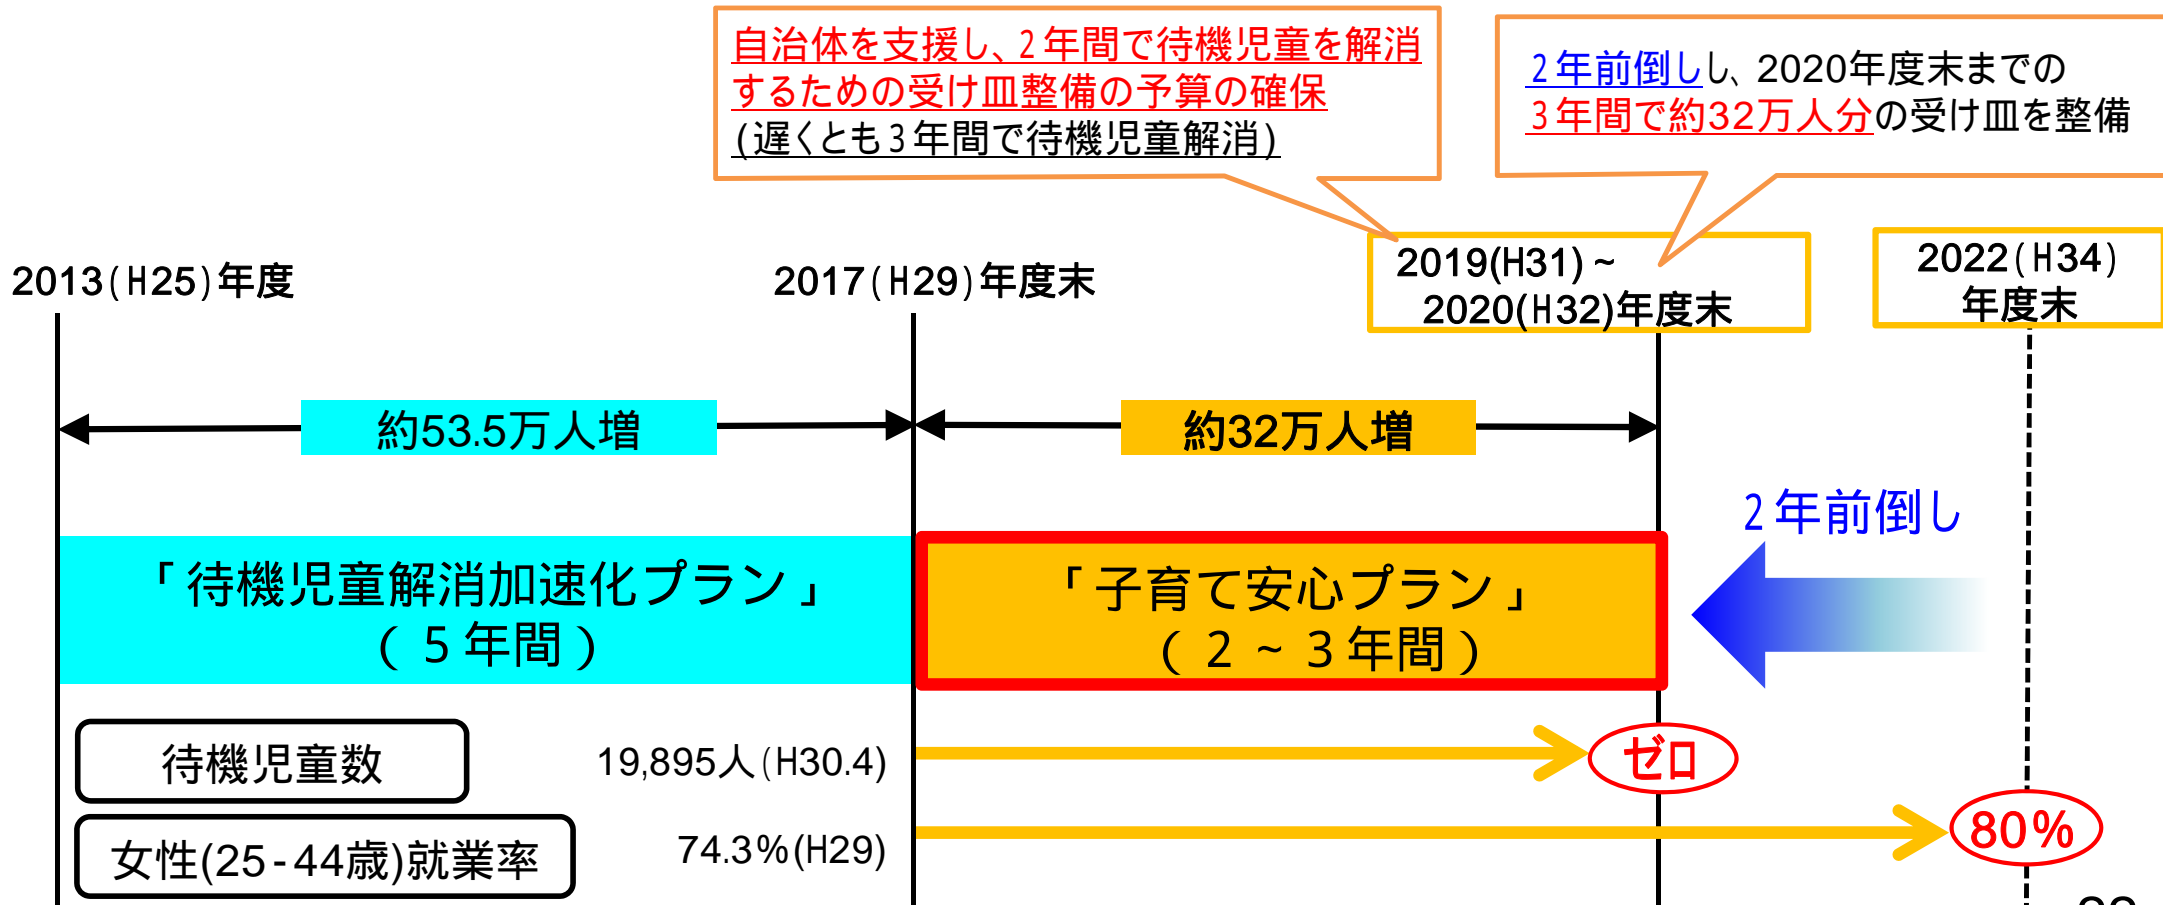 自治体を支援し、2年間で待機児童を解消
するための受け皿整備の予算の確保
(遅くとも3年間で待機児童解消)
2年前倒しし、2020年度末までの
3年間で約32万人分の受け皿を整備
2013(H25)年度
2017(H29)年度末
2019(H31)~
2020(H32)年度末
2022(H34)
年度末
約53.5万人増
約32万人増
2年前倒し
「待機児童解消加速化プラン」
(5年間)
「子育て安心プラン」
(2~3年間)
待機児童数
19,895人(H30.4)
ゼロ
女性(25-44歳)就業率
74.3%(H29)
80%